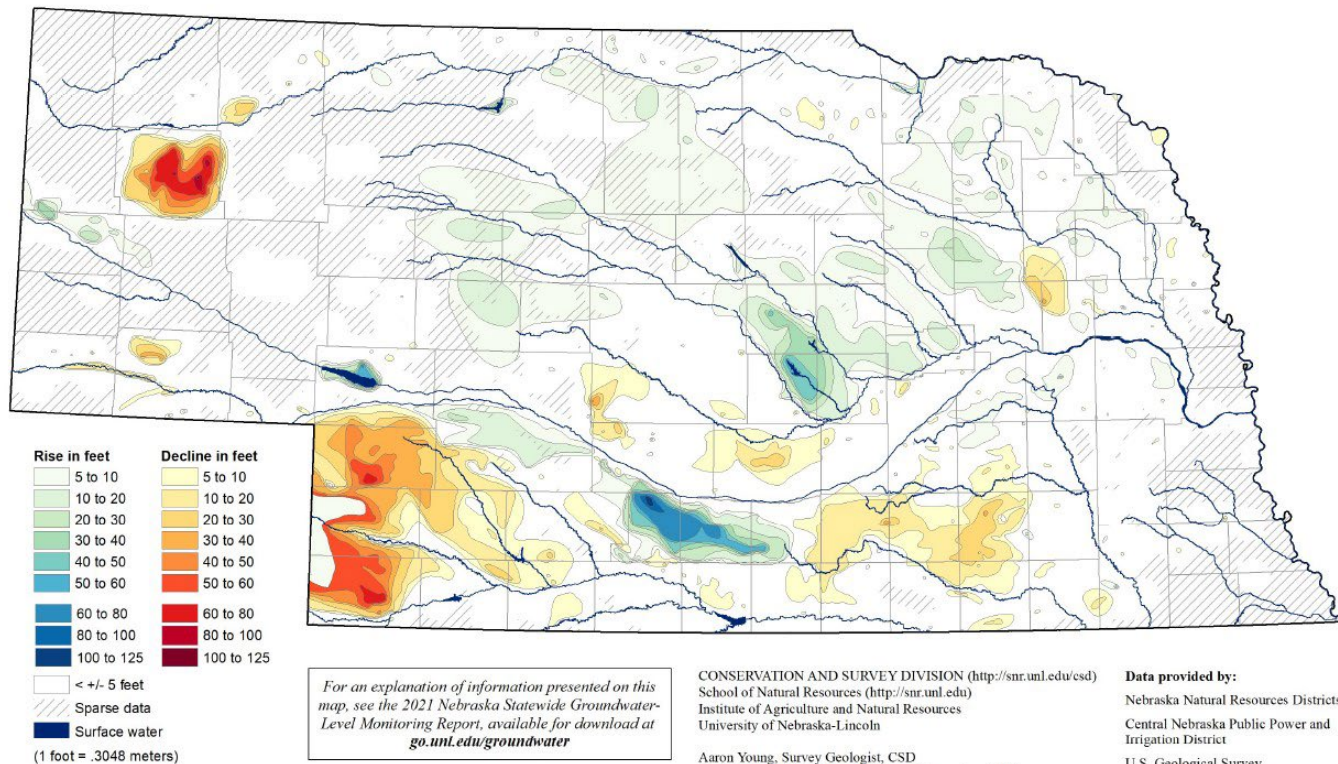 Rise in feet
5 to 10
10 to 20
20 to 30
30 to 40
40 to 50
50 to 60
60 to 80
80 to 100
100 to 125
Decline in feet
5 to 10
10 to 20
20 to 30
30 to 40
40 to 50
50 to 60
60 to 80
80 to 100
100 to 125
< +/- 5 feet
Sparse data
Surface water
(1 foot = .3048 meters)
For an explanation of information presented on this
map, see the 2021 Nebraska Statewide Groundwater-
Level Monitoring Report, available for download at
go.unl.edu/groundwater
CONSERVATION AND SURVEY DIVISION (http://snr.unl.edu/csd)
School of Natural Resources (http://snr.unl.edu)
Institute of Agriculture and Natural Resources
University of Nebraska-Lincoln
Aaron Young, Survey Geologist, CSD
Data provided by:
Nebraska Natural Resources Districts
Central Nebraska Public Power and
Irrigation District
U.S. Geological Survey